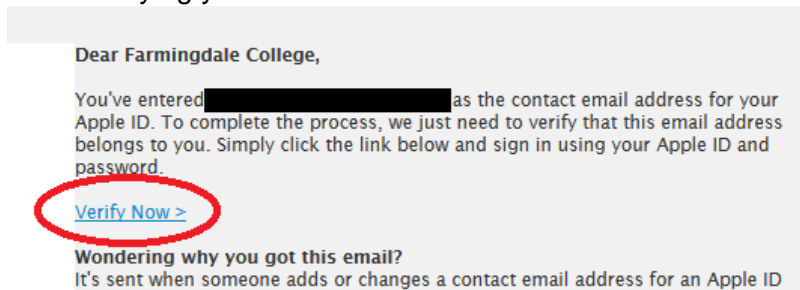 Dear Farmingdale College,
You've entered as the contact email address for your
Apple ID. To complete the process, we just need to verify that this email address
belongs to you. Simply click the link below and sign in using your Apple ID and
password.
Verify Now >
Wondering why you got this email?
It's sent when someone adds or changes a contact email address for an Apple ID